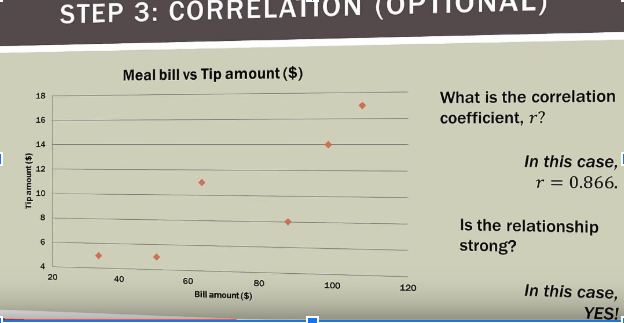 STEP 3: CORRELATION (OPTIONAL)
Meal bill vs Tip amount ($)
18
16
14
12
10
8
6
4
Tip amount ($)
20
40
60
80
100
120
Bill amount ($)
What is the correlation
coefficient, r?
In this case,
r = 0.866.
Is the relationship
strong?
In this case,
YES!